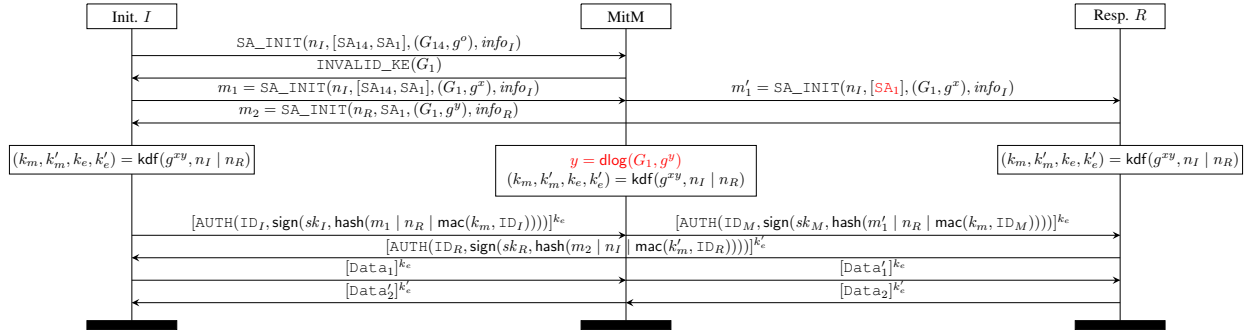 Init. I
MitM
Resp. R
SA_INIT(n_I, [SA_14, SA_1], (G_14, g^o), info_I)
INVALID_KE(G_1)
m_1 = SA_INIT(n_I, [SA_14, SA_1], (G_1, g^x), info_I)
m'_1 = SA_INIT(n_I, [SA_1], (G_1, g^x), info_I)
m_2 = SA_INIT(n_R, SA_1, (G_1, g^y), info_R)
(k_m, k'_m, k_e, k'_e) = kdf(g^{xy}, n_I | n_R)
y = dlog(G_1, g^y)
(k_m, k'_m, k_e, k'_e) = kdf(g^{xy}, n_I | n_R)
(k_m, k'_m, k_e, k'_e) = kdf(g^{xy}, n_I | n_R)
[AUTH(ID_I, sign(sk_I, hash(m_1 | n_R | mac(k_m, ID_I))))]^{k_e}
[AUTH(ID_M, sign(sk_M, hash(m'_1 | n_R | mac(k_m, ID_M))))]^{k_e}
[AUTH(ID_R, sign(sk_R, hash(m_2 | n_I | mac(k'_m, ID_R))))]^{k'_e}
[Data_1]^{k_e}
[Data'_1]^{k_e}
[Data'_2]^{k'_e}
[Data_2]^{k'_e}